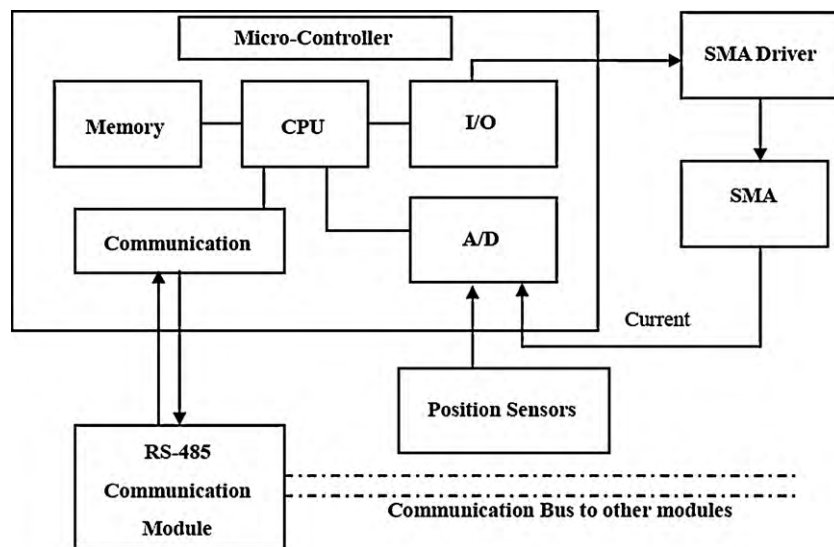 Micro-Controller
SMA Driver
Memory
CPU
I/O
SMA
Communication
A/D
Current
Position Sensors
RS-485
Communication
Module
Communication Bus to other modules